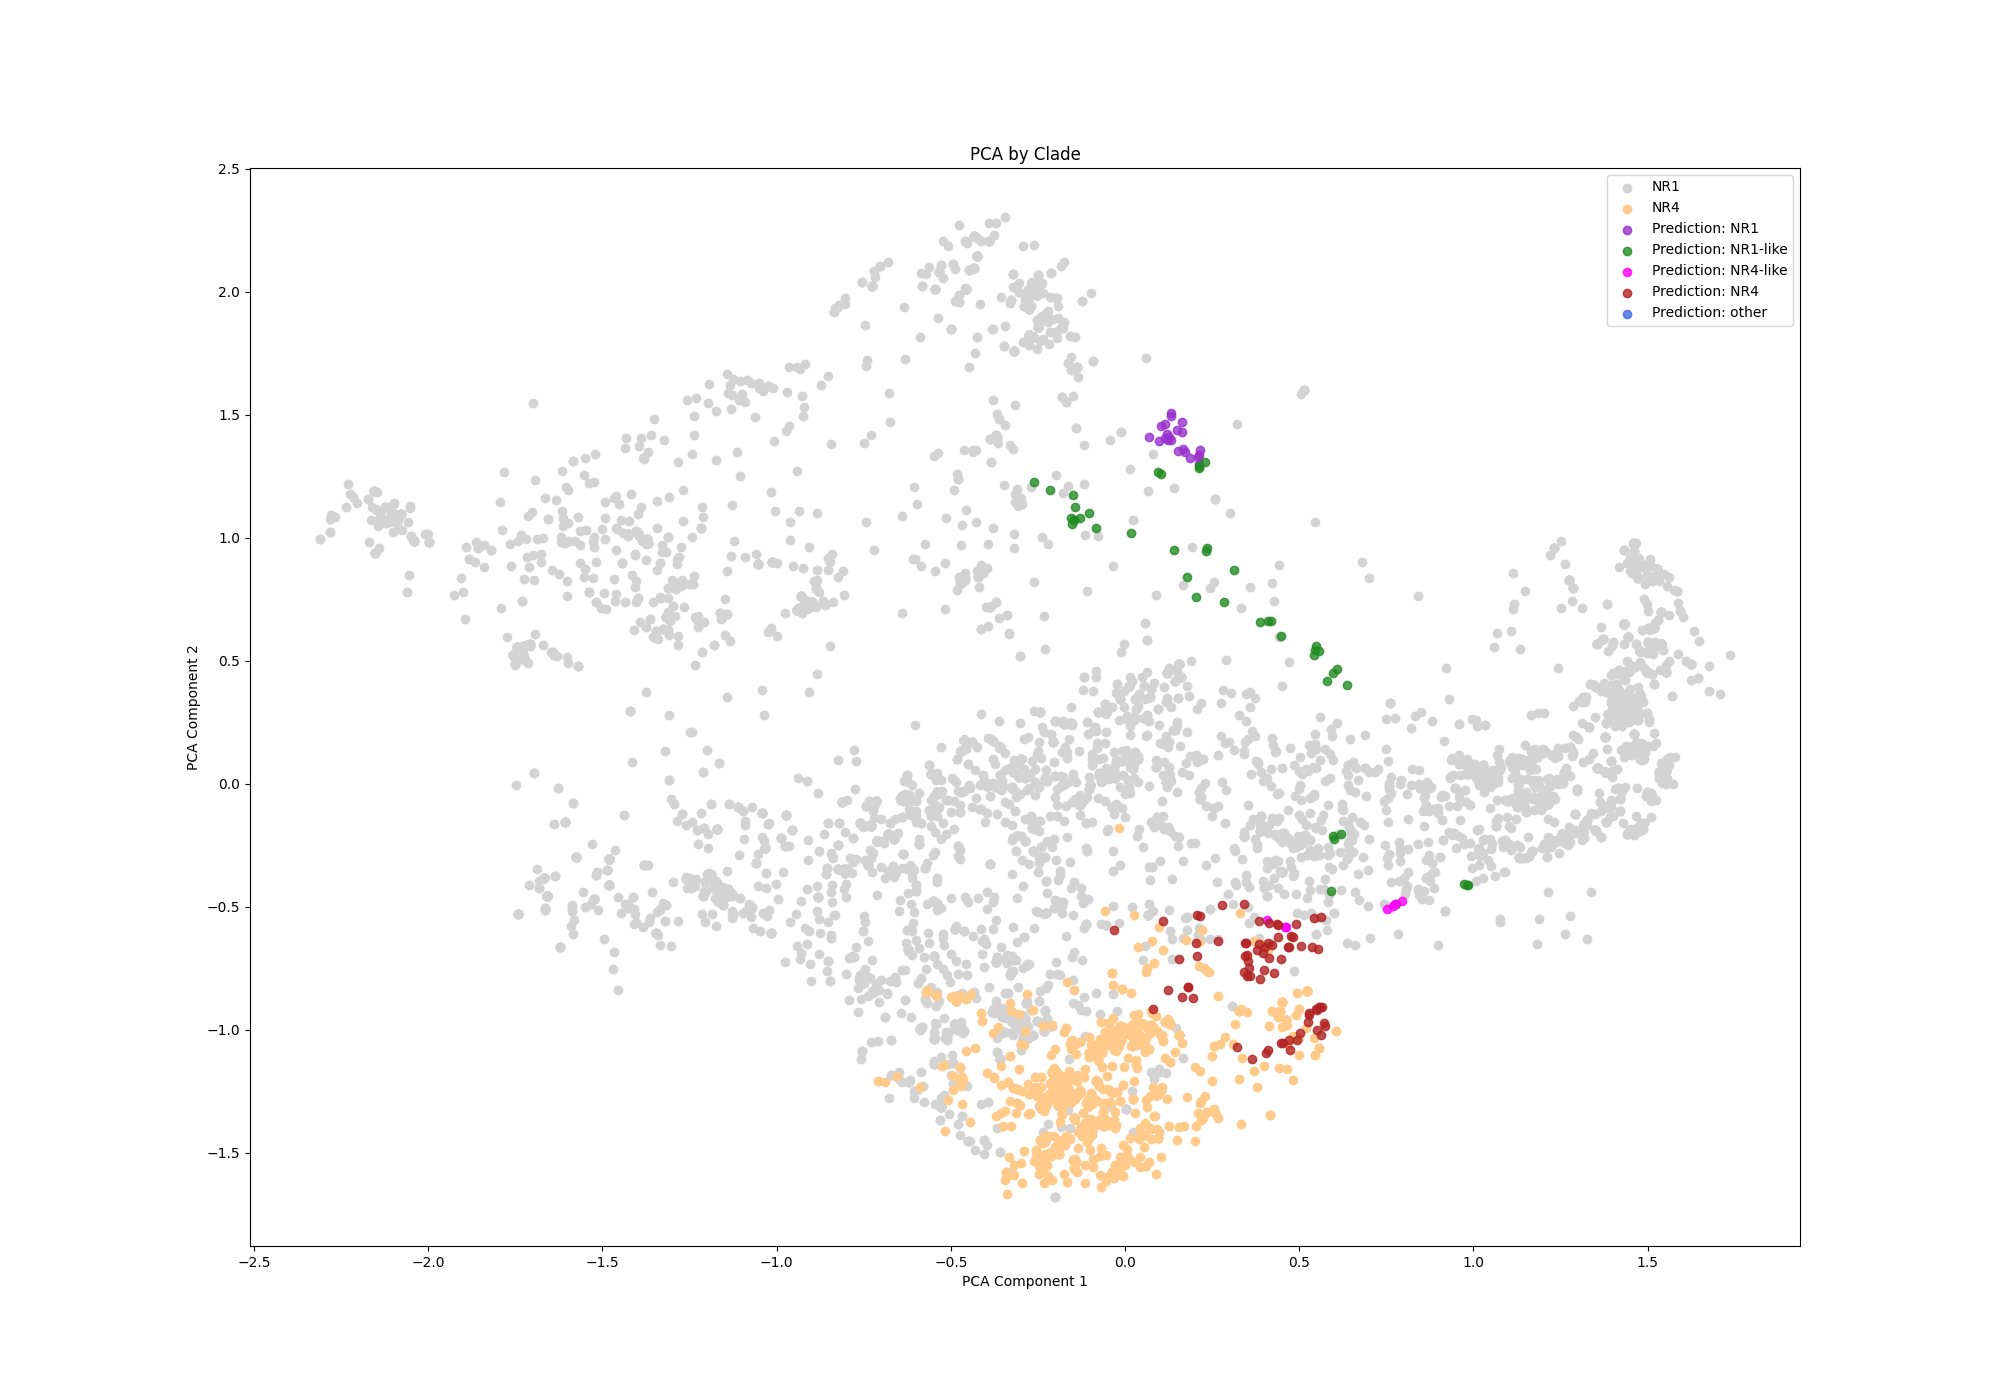 PCA by Clade
2.5
2.0
1.5
1.0
0.5
0.0
−0.5
−1.0
−1.5
PCA Component 2
NR1
NR4
Prediction: NR1
Prediction: NR1-like
Prediction: NR4-like
Prediction: NR4
Prediction: other
−2.5 −2.0 −1.5 −1.0 −0.5 0.0 0.5 1.0 1.5
PCA Component 1